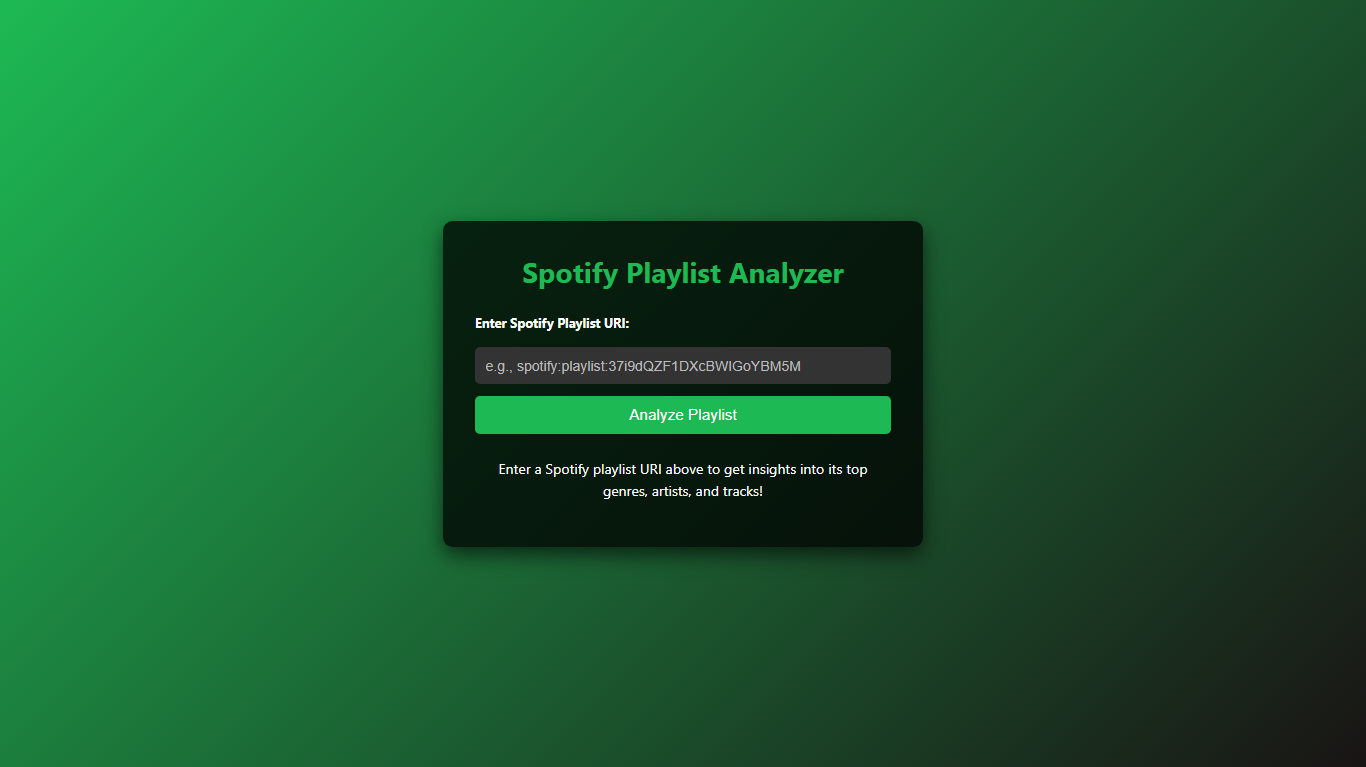 Spotify Playlist Analyzer
Enter Spotify Playlist URI:
e.g., spotify:playlist:37i9dQZF1DXcBWIGoYBM5M
Analyze Playlist
Enter a Spotify playlist URI above to get insights into its top
genres, artists, and tracks!